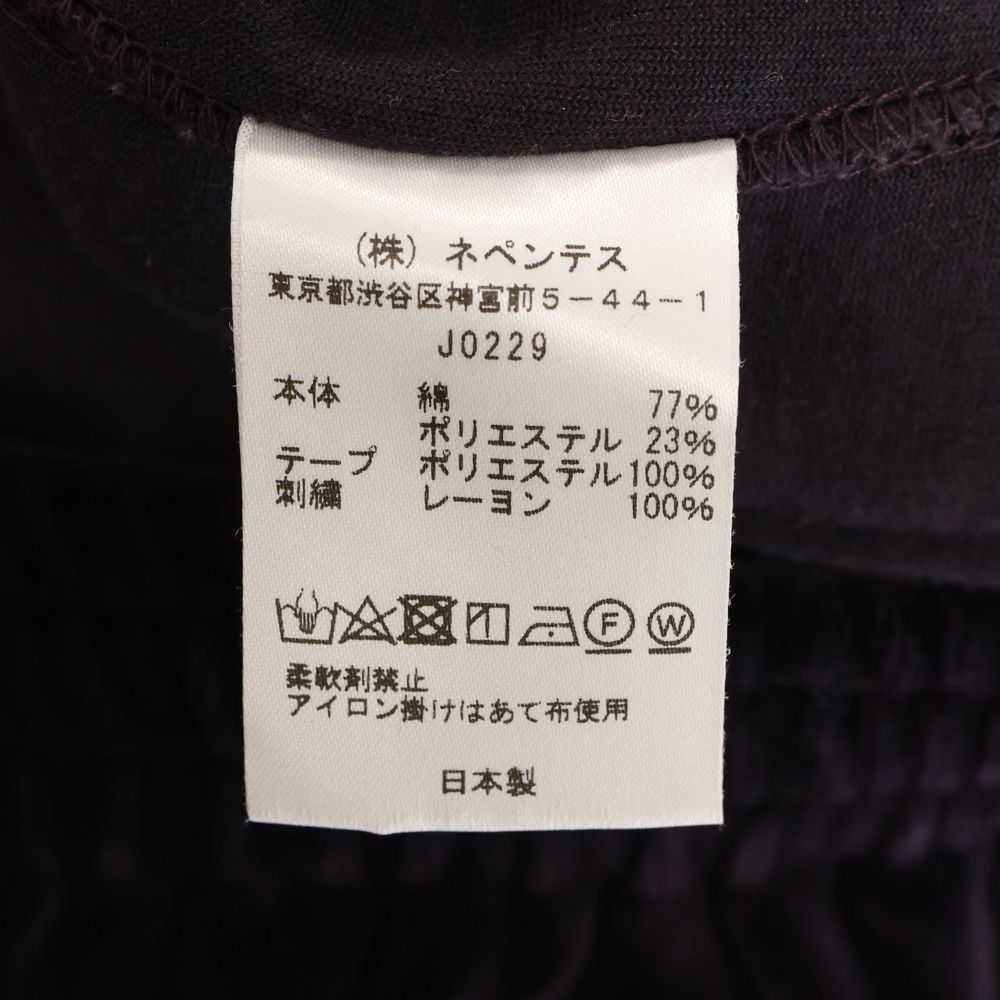 （株）ネペンテス
東京都渋谷区神宮前５－４４－１
J0229
本体 綿 77%
ポリエステル 23%
テープ ポリエステル 100%
刺繍 レーヨン 100%
F W
柔軟剤禁止
アイロン掛けはあて布使用
日本製